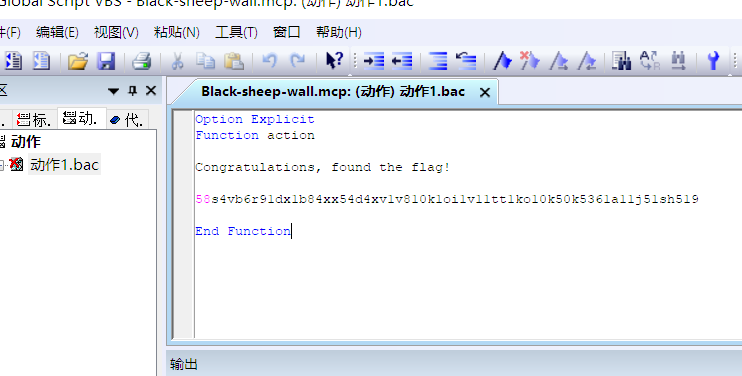 Global Script VBS - Black-sheep-wall.mcp: (动作) 动作1.bac
件(F) 编辑(E) 视图(V) 粘贴(N) 工具(T) 窗口 帮助(H)
区
标. 动. 代.
Black-sheep-wall.mcp: (动作) 动作1.bac
动作
动作1.bac
Option Explicit
Function action
Congratulations, found the flag!
End Function
输出